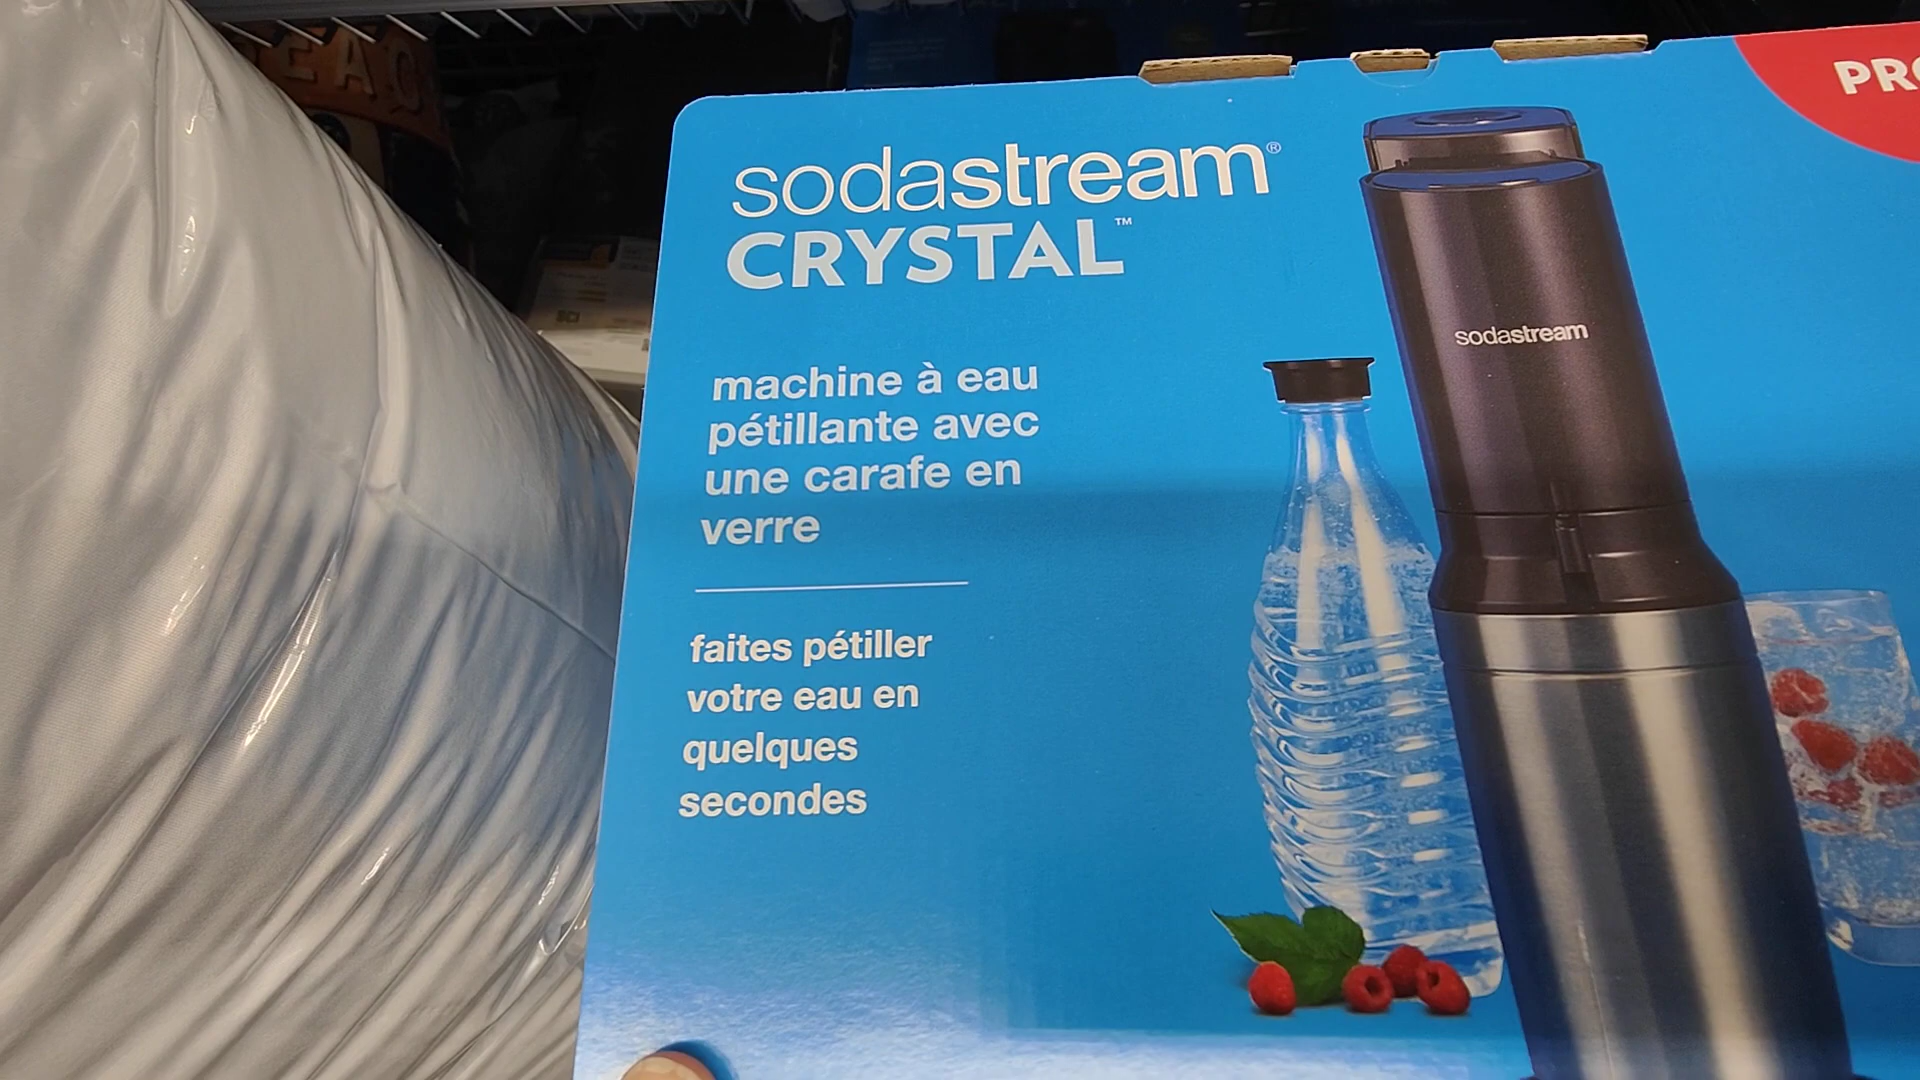 sodastream®
CRYSTAL™
machine à eau
pétillante avec
une carafe en
verre
faites pétiller
votre eau en
quelques
secondes
sodastream